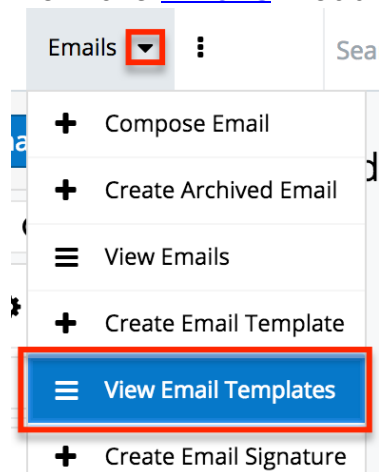 Emails
Sea
Compose Email
Create Archived Email
View Emails
Create Email Template
View Email Templates
Create Email Signature